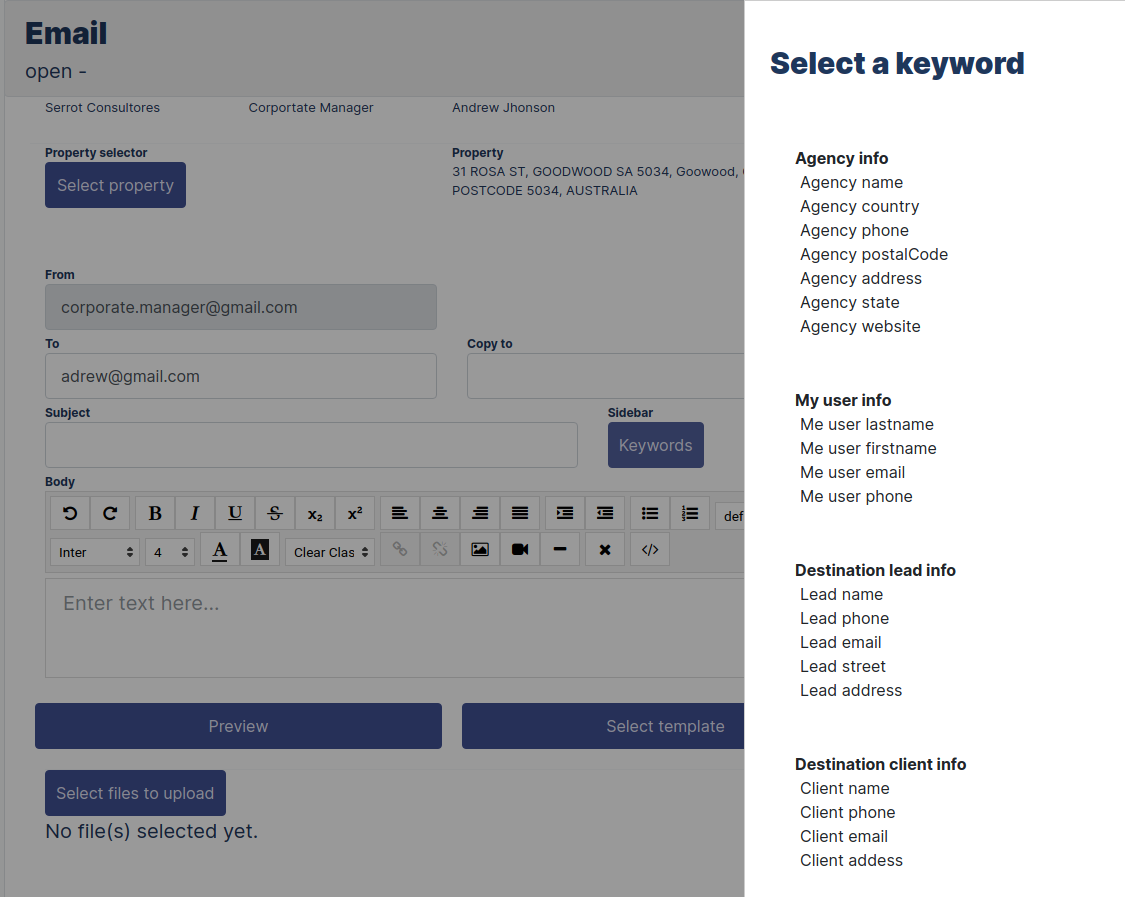 Email
open -
Serrot Consultores Corportate Manager Andrew Jhonson
Property selector Property
Select property
31 ROSA ST, GOODWOOD SA 5034, Goowood,
POSTCODE 5034, AUSTRALIA
From
corporate.manager@gmail.com
To Copy to
adrew@gmail.com
Subject Sidebar
Keywords
Body
B I U S x₂ x² def
Inter 4 A A Clear Clas </>
Enter text here...
Preview Select template
Select files to upload
No file(s) selected yet.
Select a keyword
Agency info
Agency name
Agency country
Agency phone
Agency postalCode
Agency address
Agency state
Agency website
My user info
Me user lastname
Me user firstname
Me user email
Me user phone
Destination lead info
Lead name
Lead phone
Lead email
Lead street
Lead address
Destination client info
Client name
Client phone
Client email
Client addess